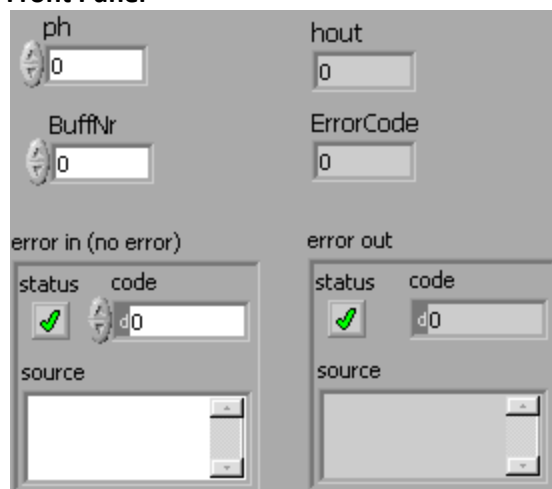 Front Panel
ph
0
hout
0
BuffNr
0
ErrorCode
0
error in (no error)
status code
d0
source
error out
status code
d0
source